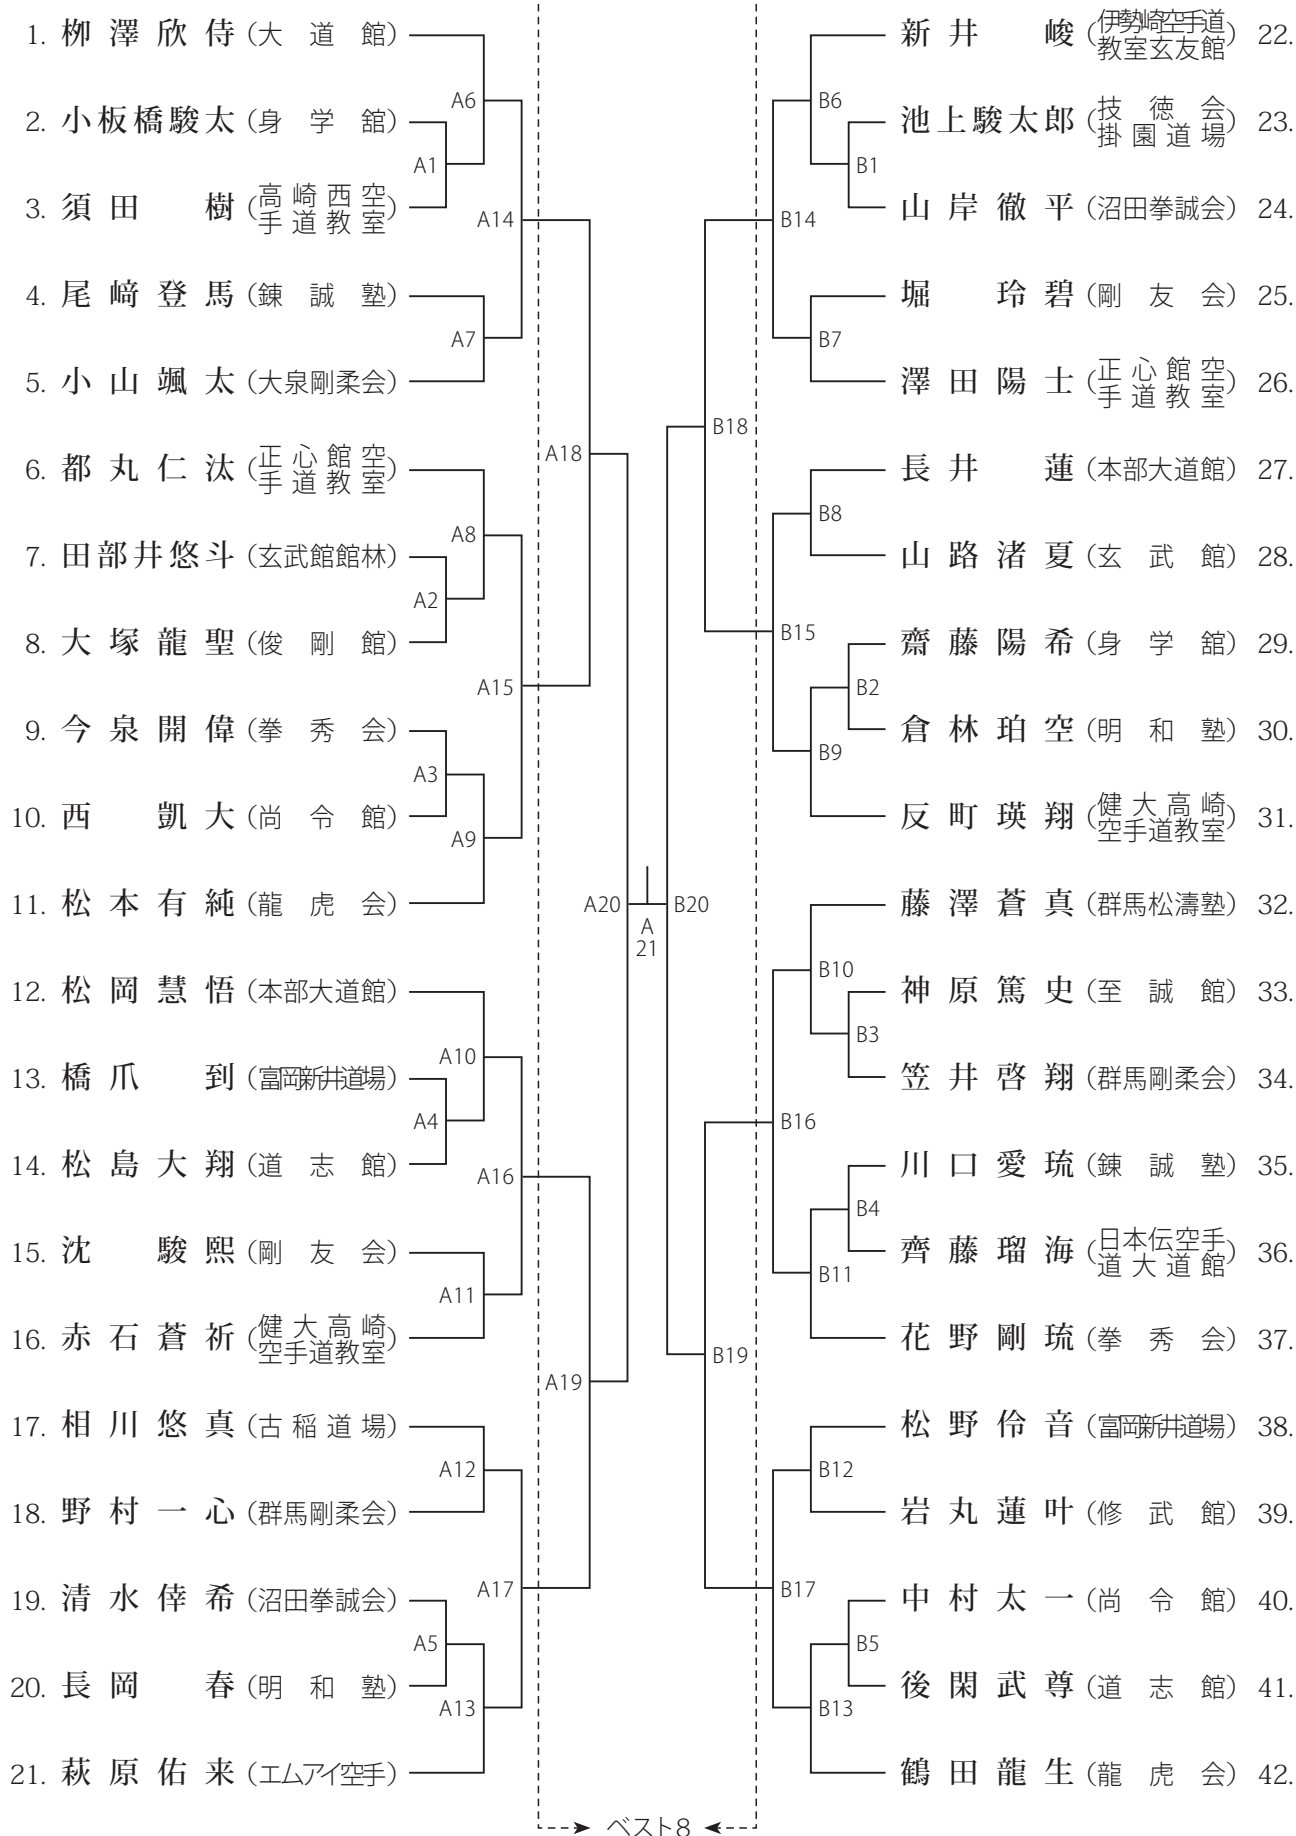 1. 栁澤欣侍（大道館）
2. 小板橋駿太（身学舘）
3. 須田樹（高崎西空手道教室）
4. 尾﨑登馬（錬誠塾）
5. 小山颯太（大泉剛柔会）
6. 都丸仁汰（正心館空手道教室）
7. 田部井悠斗（玄武館館林）
8. 大塚龍聖（俊剛館）
9. 今泉開偉（拳秀会）
10. 西凱大（尚令館）
11. 松本有純（龍虎会）
12. 松岡慧悟（本部大道館）
13. 橋爪到（富岡新井道場）
14. 松島大翔（道志館）
15. 沈駿熙（剛友会）
16. 赤石蒼祈（健大高崎空手道教室）
17. 相川悠真（古稲道場）
18. 野村一心（群馬剛柔会）
19. 清水倖希（沼田拳誠会）
20. 長岡春（明和塾）
21. 萩原佑来（エムアイ空手）
A6
A1
A14
A7
A18
A8
A2
A15
A3
A9
A20
A10
A4
A16
A11
A19
A12
A17
A5
A13
A
21
B6
B1
B14
B7
B18
B8
B15
B2
B9
B20
B10
B3
B16
B4
B11
B19
B12
B17
B5
B13
新井峻（伊勢崎空手道教室玄友館）22.
池上駿太郎（技徳会掛園道場）23.
山岸徹平（沼田拳誠会）24.
堀玲碧（剛友会）25.
澤田陽士（正心館空手道教室）26.
長井蓮（本部大道館）27.
山路渚夏（玄武館）28.
齋藤陽希（身学舘）29.
倉林珀空（明和塾）30.
反町瑛翔（健大高崎空手道教室）31.
藤澤蒼真（群馬松濤塾）32.
神原篤史（至誠館）33.
笠井啓翔（群馬剛柔会）34.
川口愛琉（錬誠塾）35.
齊藤瑠海（日本伝空手道大道館）36.
花野剛琉（拳秀会）37.
松野伶音（富岡新井道場）38.
岩丸蓮叶（修武館）39.
中村太一（尚令館）40.
後閑武尊（道志館）41.
鶴田龍生（龍虎会）42.
ベスト8